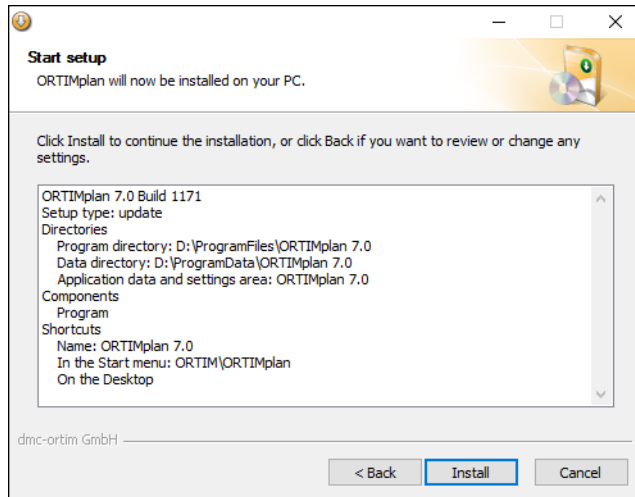 Start setup
ORTIMplan will now be installed on your PC.
Click Install to continue the installation, or click Back if you want to review or change any
settings.
ORTIMplan 7.0 Build 1171
Setup type: update
Directories
Program directory: D:\ProgramFiles\ORTIMplan 7.0
Data directory: D:\ProgramData\ORTIMplan 7.0
Application data and settings area: ORTIMplan 7.0
Components
Program
Shortcuts
Name: ORTIMplan 7.0
In the Start menu: ORTIM\ORTIMplan
On the Desktop
dmc-ortim GmbH
< Back Install Cancel